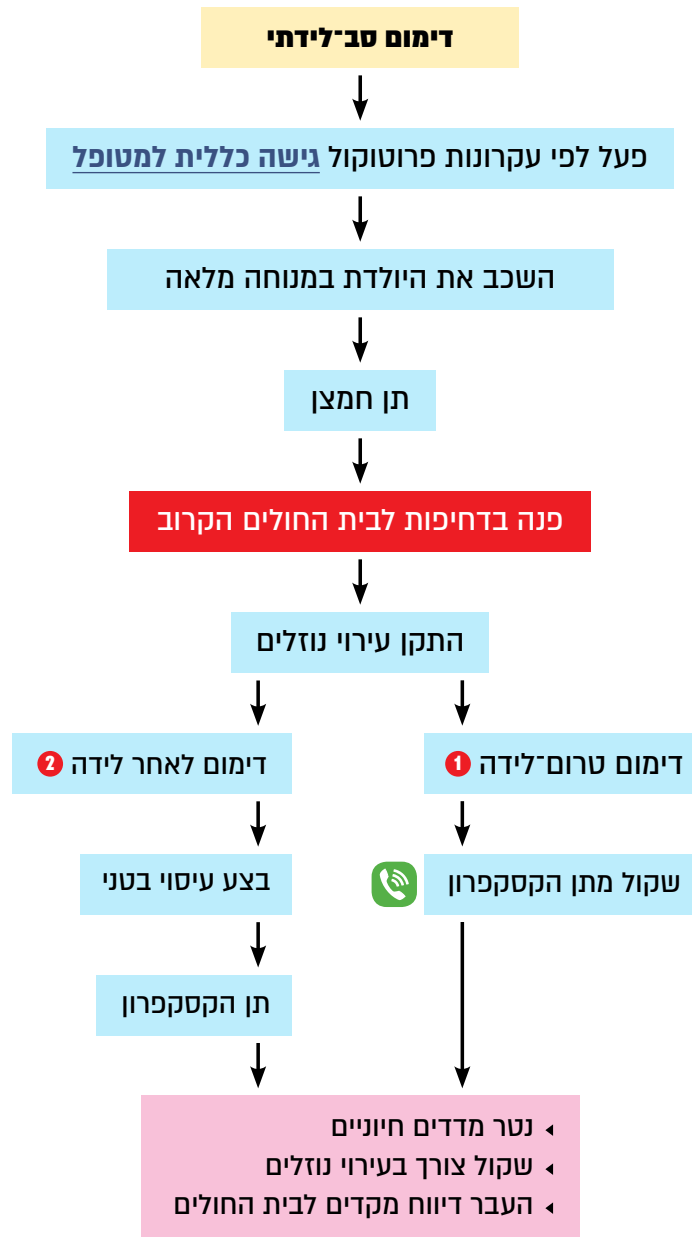 דימום סב־לידתי
פעל לפי עקרונות פרוטוקול גישה כללית למטופל
השכב את היולדת במנוחה מלאה
תן חמצן
פנה בדחיפות לבית החולים הקרוב
התקן עירוי נוזלים
דימום טרום־לידה 1
דימום לאחר לידה 2
שקול מתן הקסקפרון
בצע עיסוי בטני
תן הקסקפרון
נטר מדדים חיוניים
שקול צורך בעירוי נוזלים
העבר דיווח מקדים לבית החולים